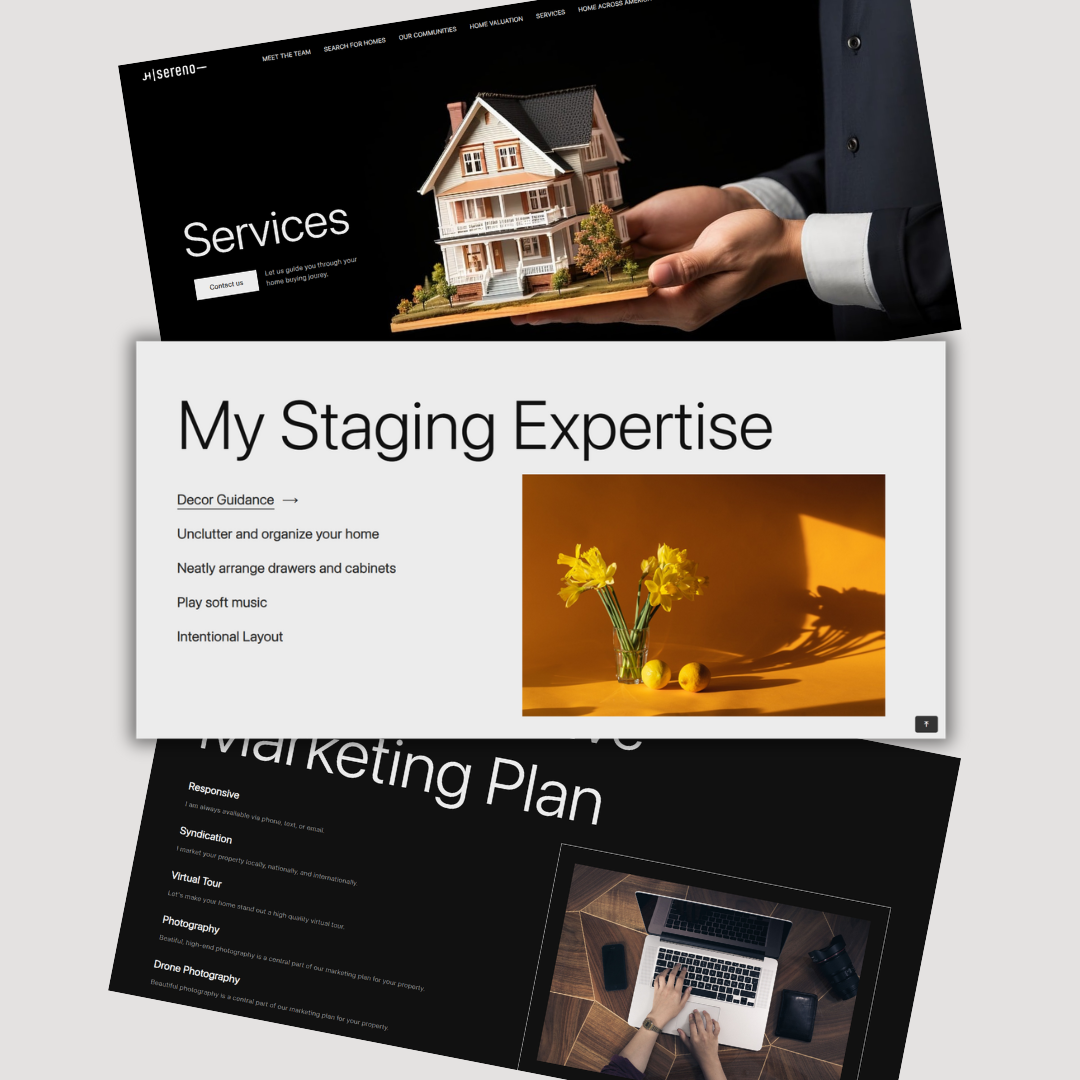 sereno
MEET THE TEAM SEARCH FOR HOMES OUR COMMUNITIES HOME VALUATION SERVICES HOME ACROSS AMERICA
Services
Contact us
Let us guide you through your
home buying jourey.
My Staging Expertise
Decor Guidance →
Unclutter and organize your home
Neatly arrange drawers and cabinets
Play soft music
Intentional Layout
Marketing Plan
Responsive
I am always available via phone, text, or email.
Syndication
I market your property locally, nationally, and internationally.
Virtual Tour
Let's make your home stand out a high quality virtual tour.
Photography
Beatiful, high-end photography is a central part of our marketing plan for your property.
Drone Photography
Beautiful photography is a central part of our marketing plan for your property.